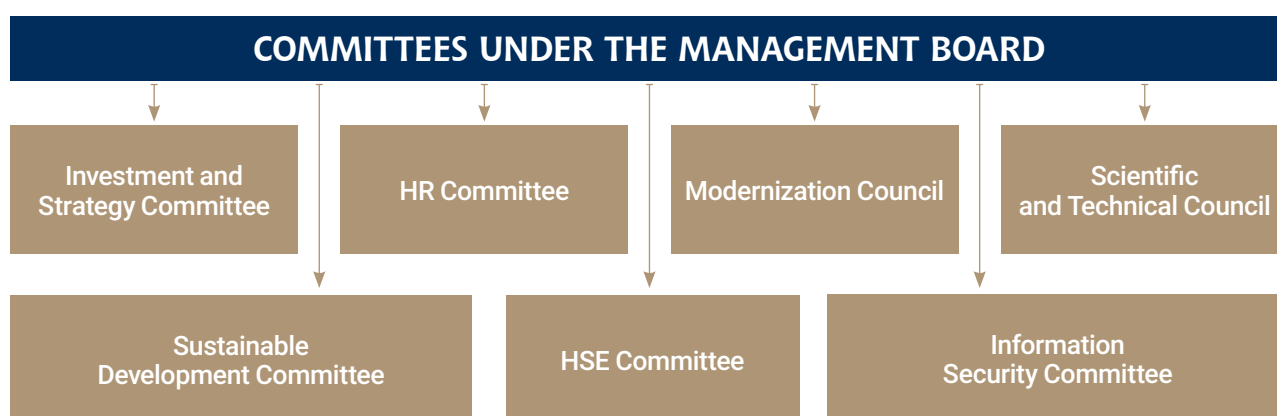 COMMITTEES UNDER THE MANAGEMENT BOARD
Investment and
Strategy Committee
HR Committee
Modernization Council
Scientific
and Technical Council
Sustainable
Development Committee
HSE Committee
Information
Security Committee